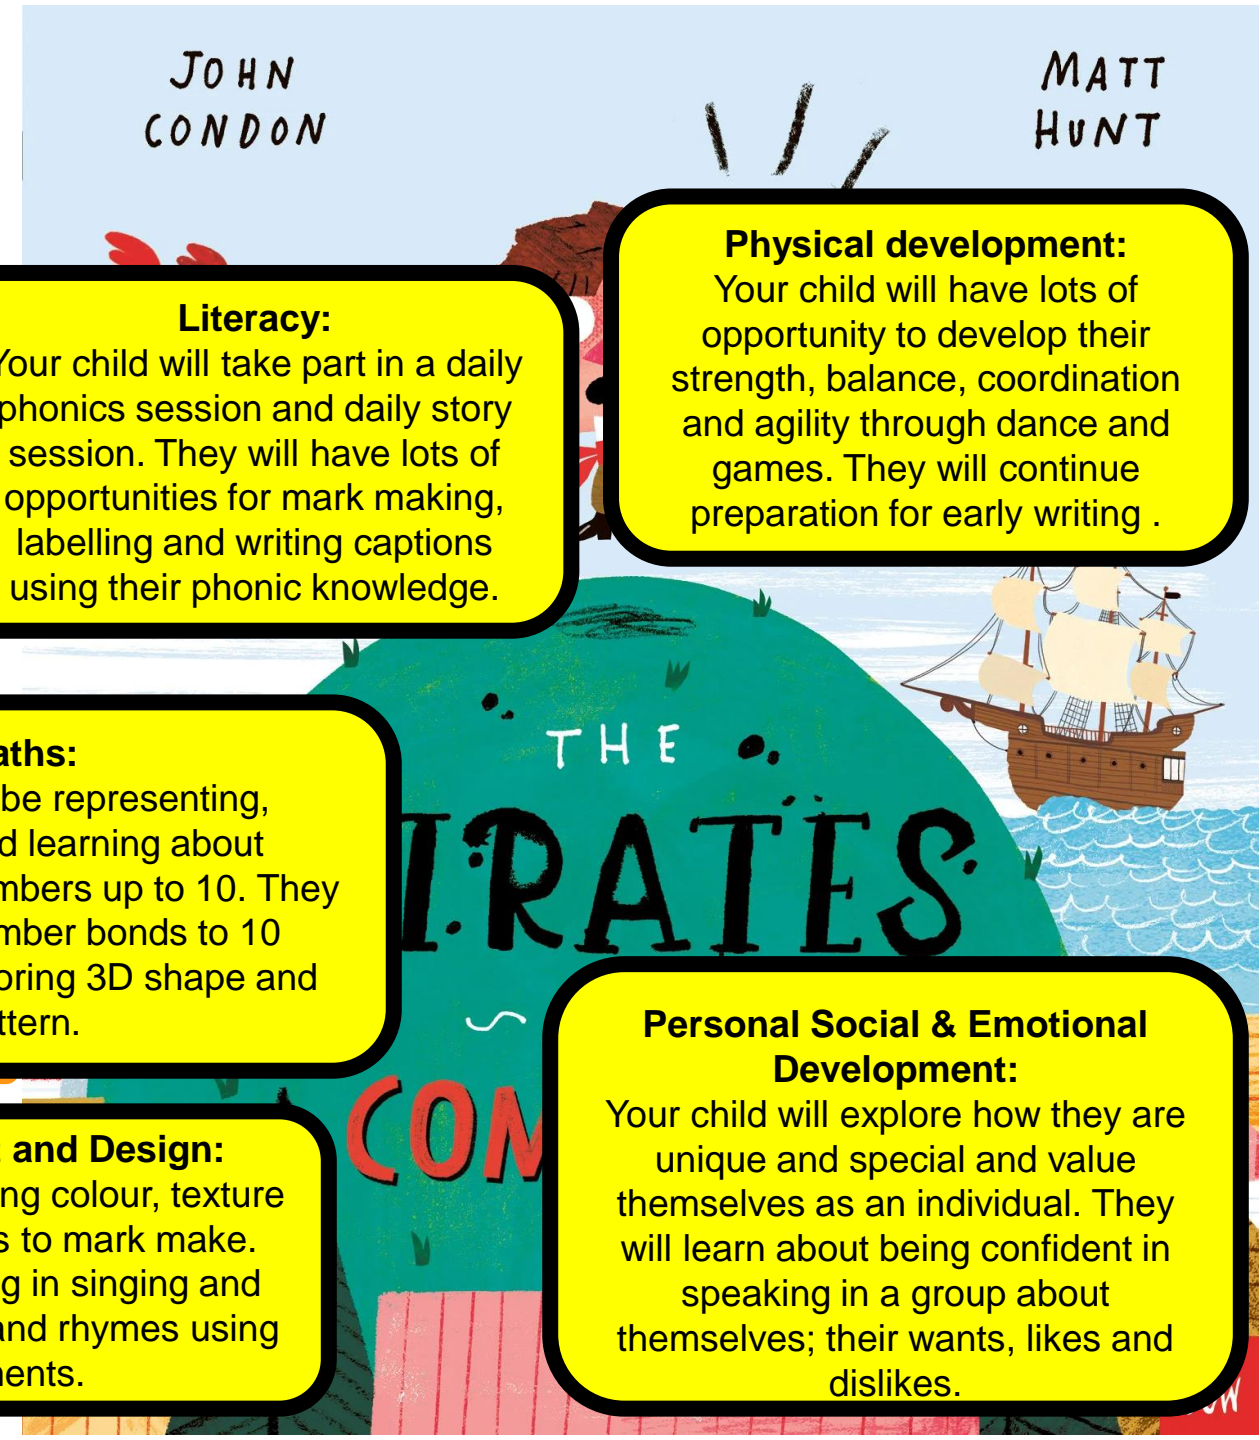 JOHN
CONDON
MATT
HUNT
Physical development:
Your child will have lots of
opportunity to develop their
strength, balance, coordination
and agility through dance and
games. They will continue
preparation for early writing .
Literacy:
Your child will take part in a daily
phonics session and daily story
session. They will have lots of
opportunities for mark making,
labelling and writing captions
using their phonic knowledge.
THE
IRATES
aths:
be representing,
d learning about
mbers up to 10. They
mber bonds to 10
oring 3D shape and
ttern.
~
COM
Personal Social & Emotional
Development:
Your child will explore how they are
unique and special and value
themselves as an individual. They
will learn about being confident in
speaking in a group about
themselves; their wants, likes and
dislikes.
and Design:
ng colour, texture
s to mark make.
g in singing and
and rhymes using
ments.